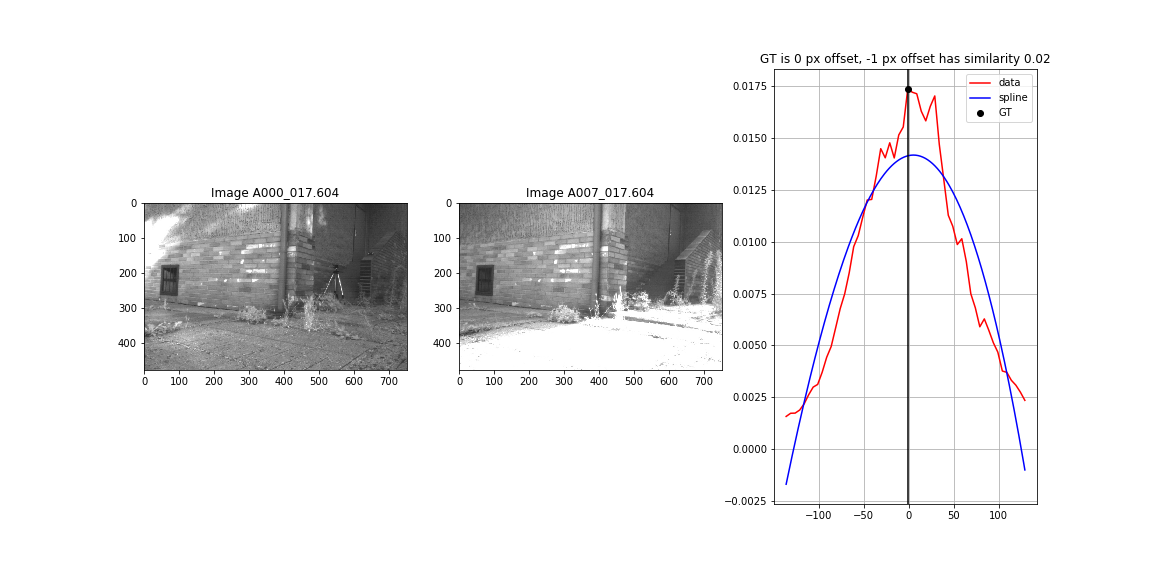 Image A000_017.604
0
100
200
300
400
0 100 200 300 400 500 600 700
Image A007_017.604
0
100
200
300
400
0 100 200 300 400 500 600 700
GT is 0 px offset, -1 px offset has similarity 0.02
data
spline
GT
0.0175
0.0150
0.0125
0.0100
0.0075
0.0050
0.0025
0.0000
−0.0025
−100 −50 0 50 100